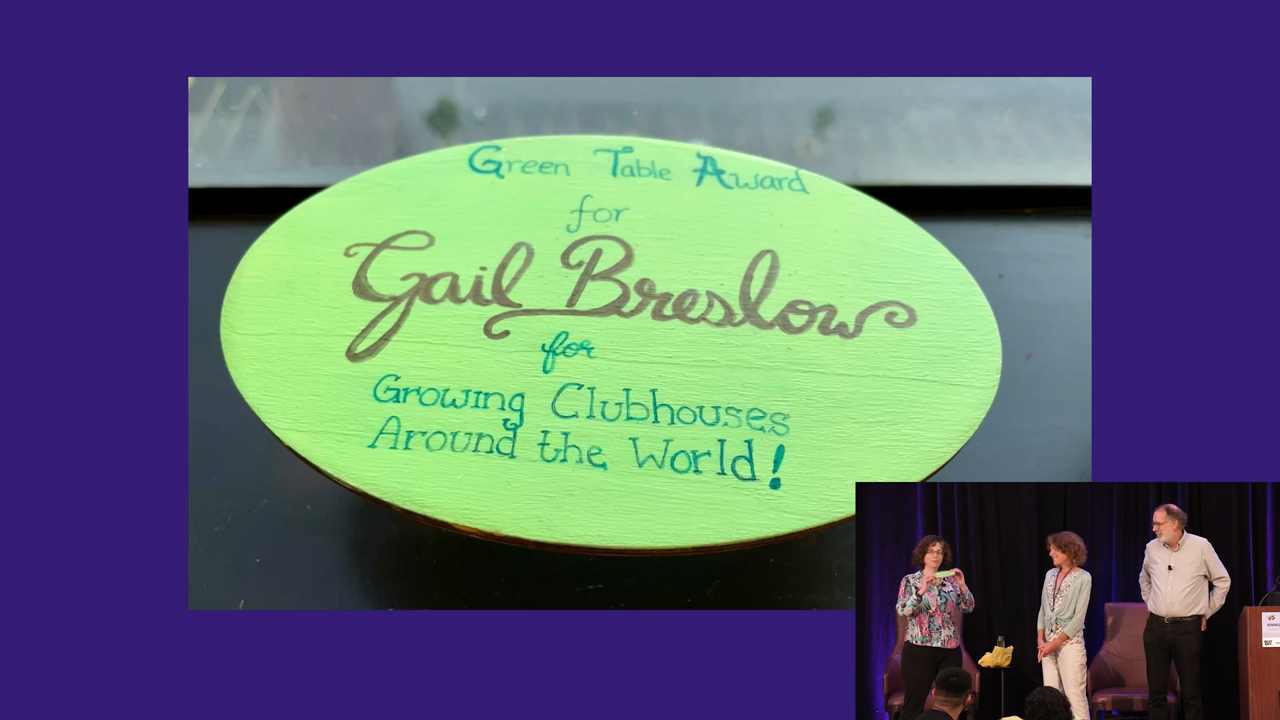 Green Table Award
for
Gail Breslow
for
Growing Clubhouses
Around the World!